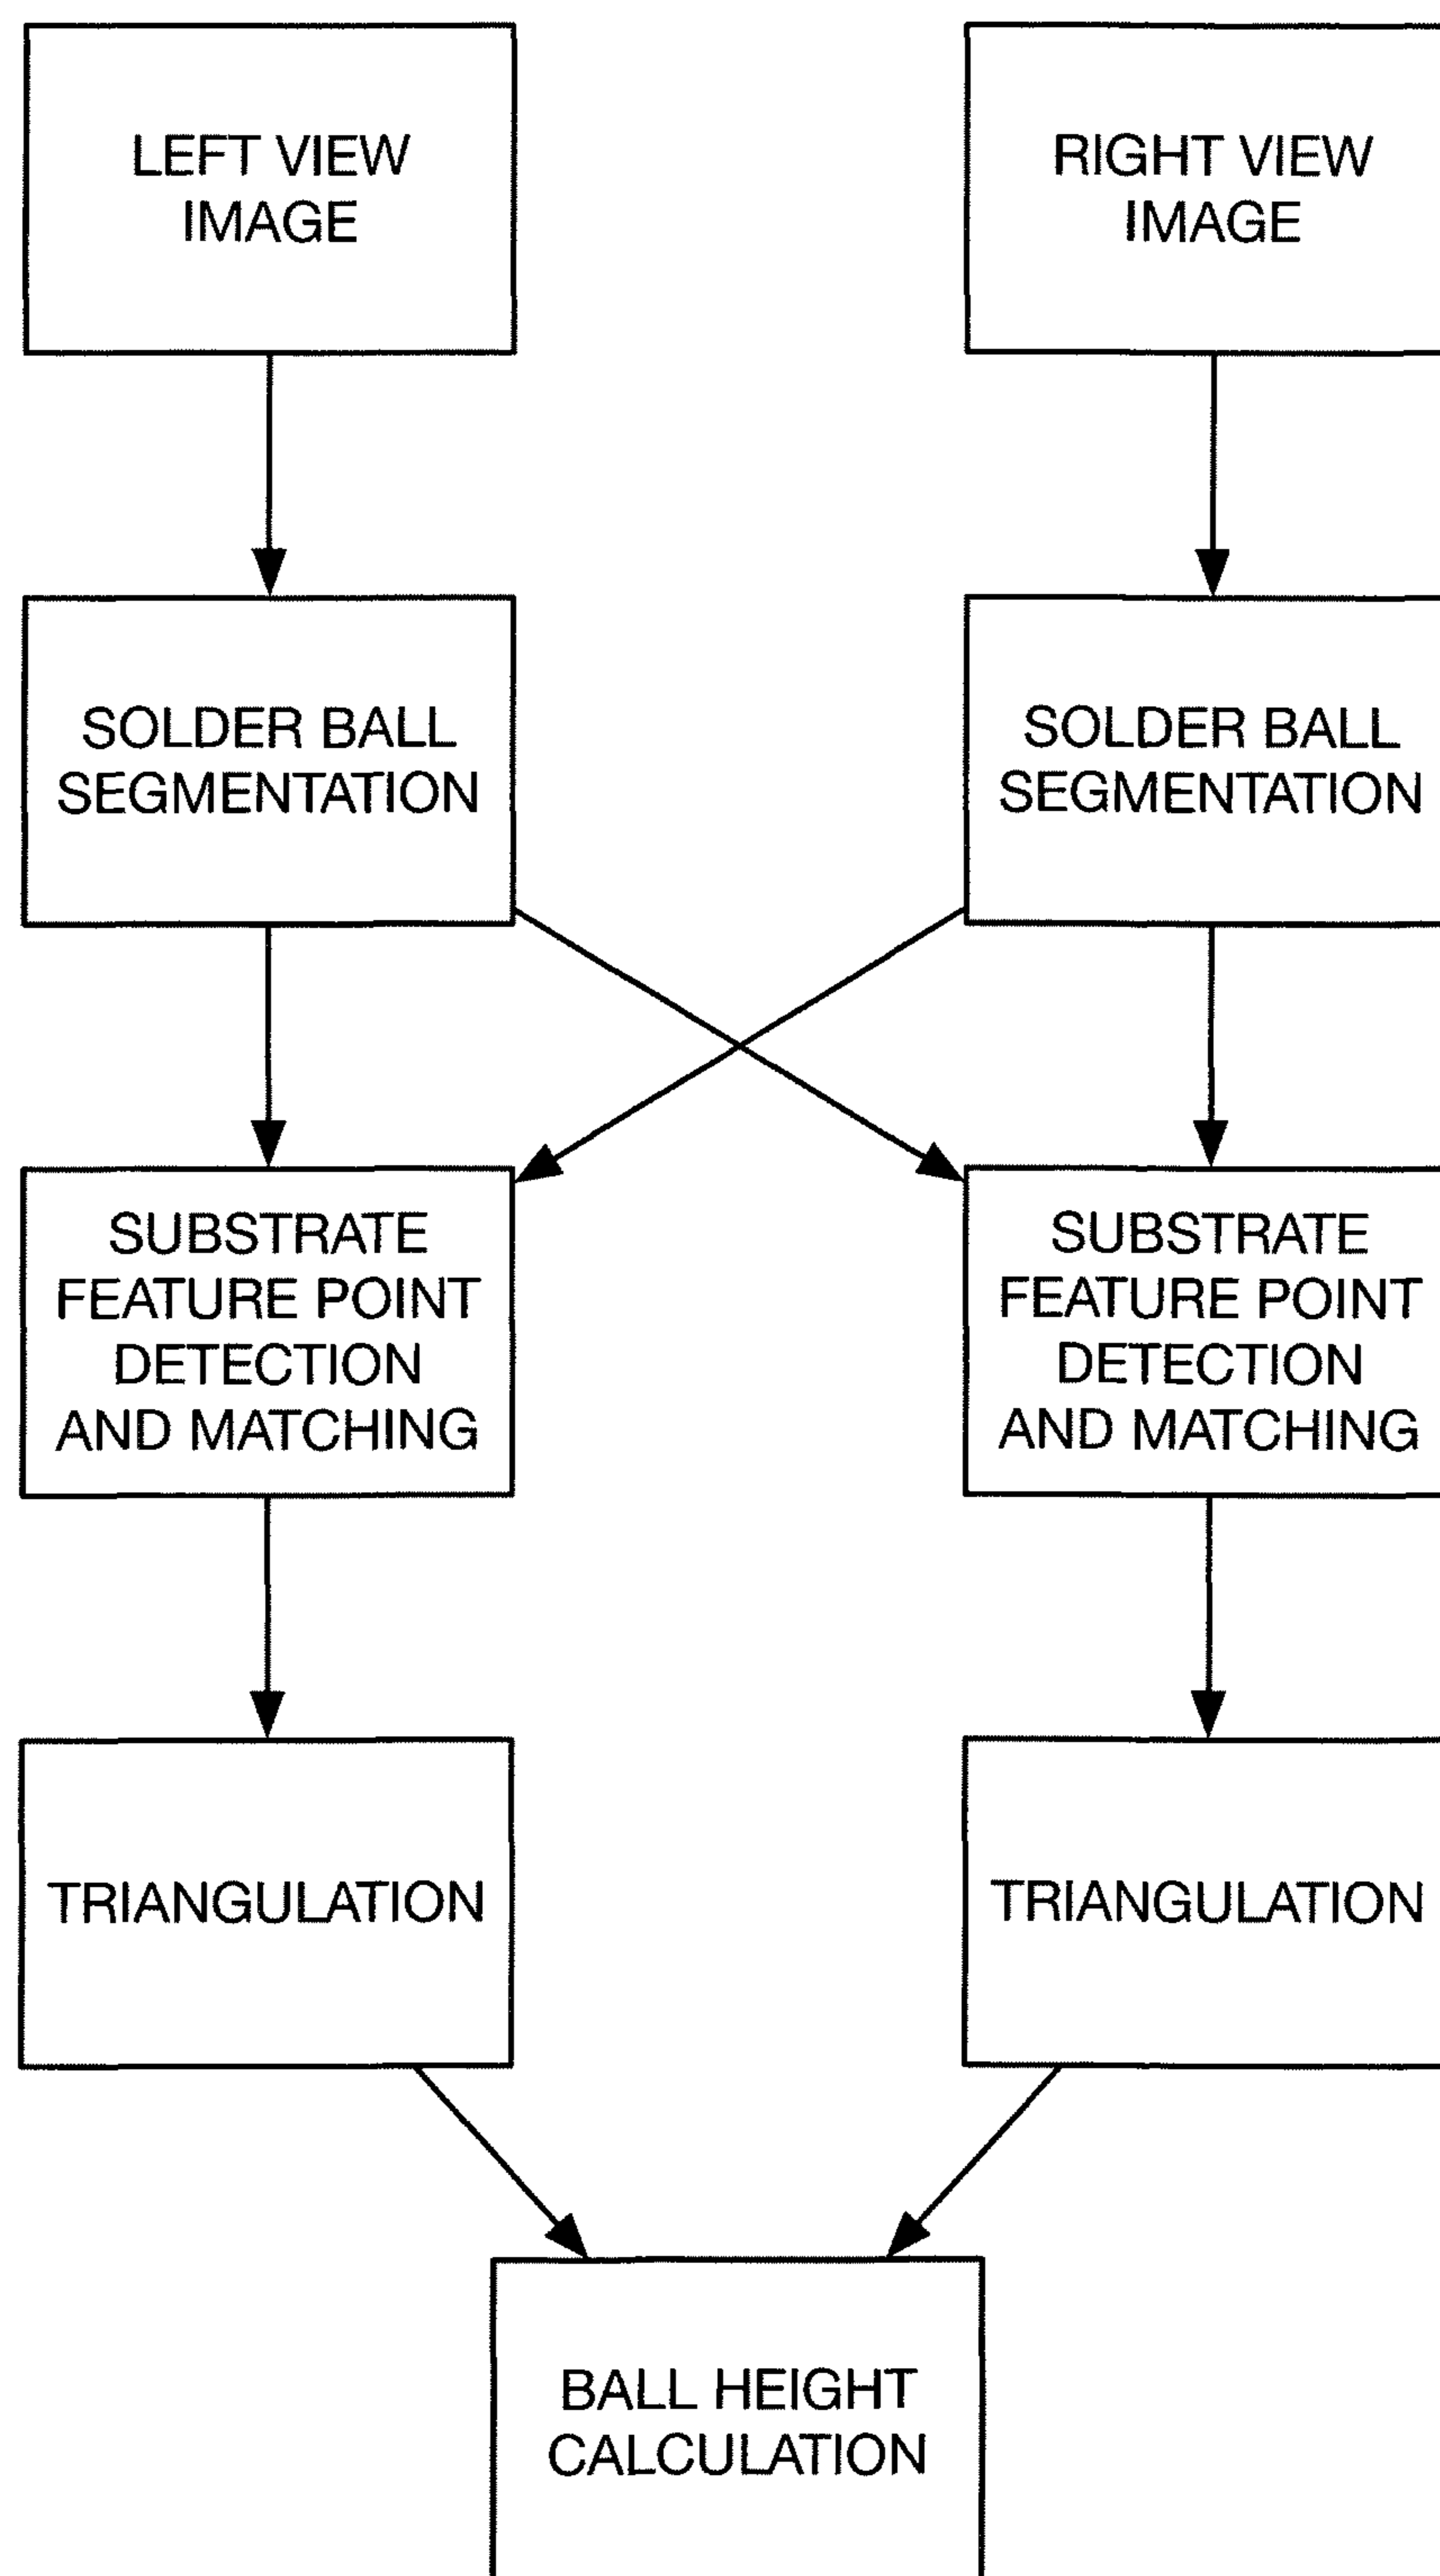 LEFT VIEW
IMAGE
RIGHT VIEW
IMAGE
SOLDER BALL
SEGMENTATION
SOLDER BALL
SEGMENTATION
SUBSTRATE
FEATURE POINT
DETECTION
AND MATCHING
SUBSTRATE
FEATURE POINT
DETECTION
AND MATCHING
TRIANGULATION
TRIANGULATION
BALL HEIGHT
CALCULATION